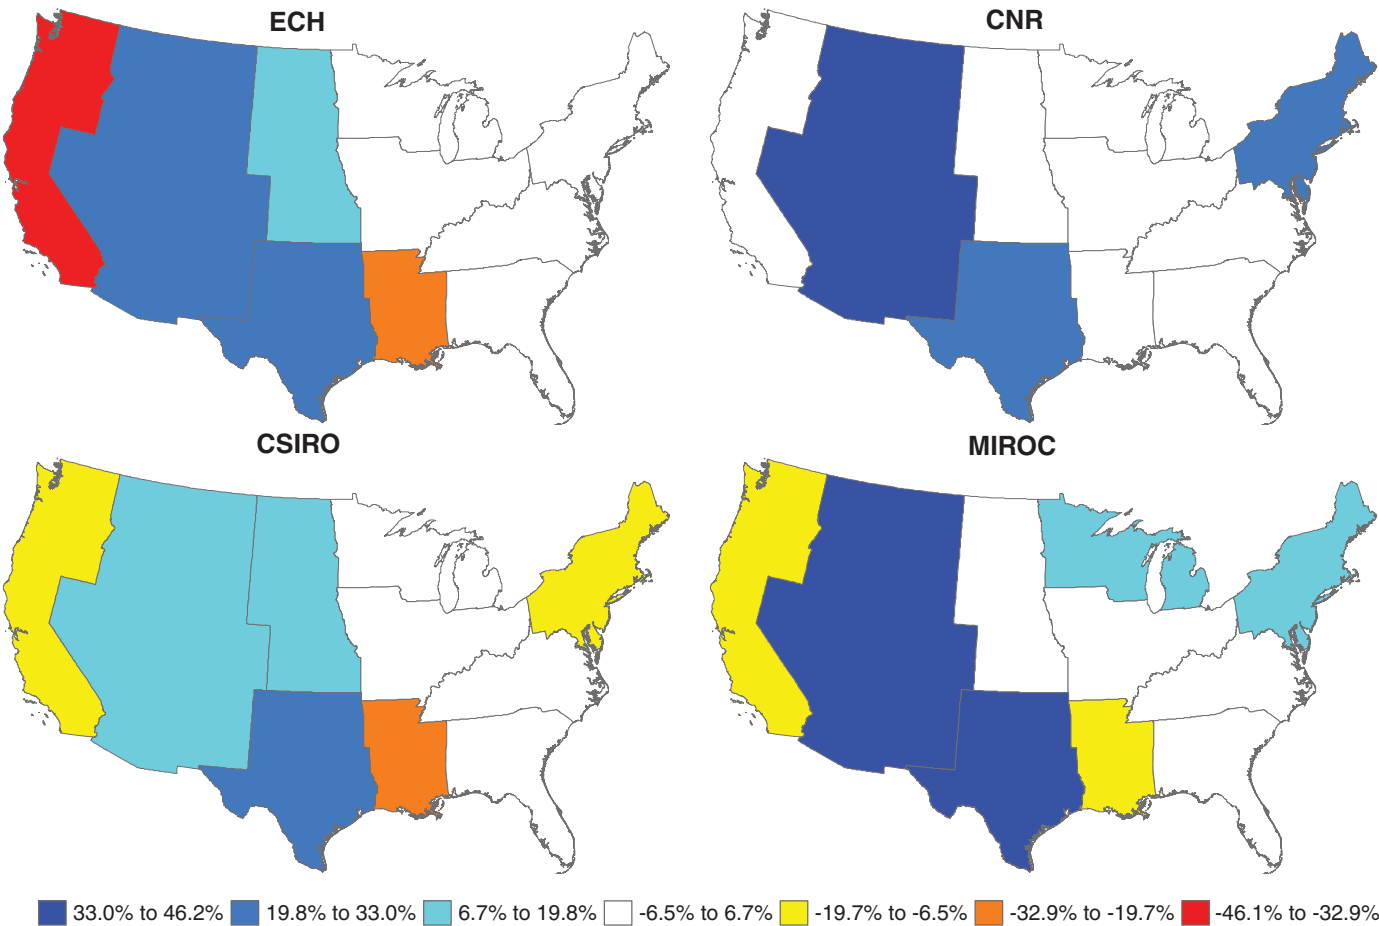 ECH
CNR
CSIRO
MIROC
33.0% to 46.2% 19.8% to 33.0% 6.7% to 19.8% -6.5% to 6.7% -19.7% to -6.5% -32.9% to -19.7% -46.1% to -32.9%